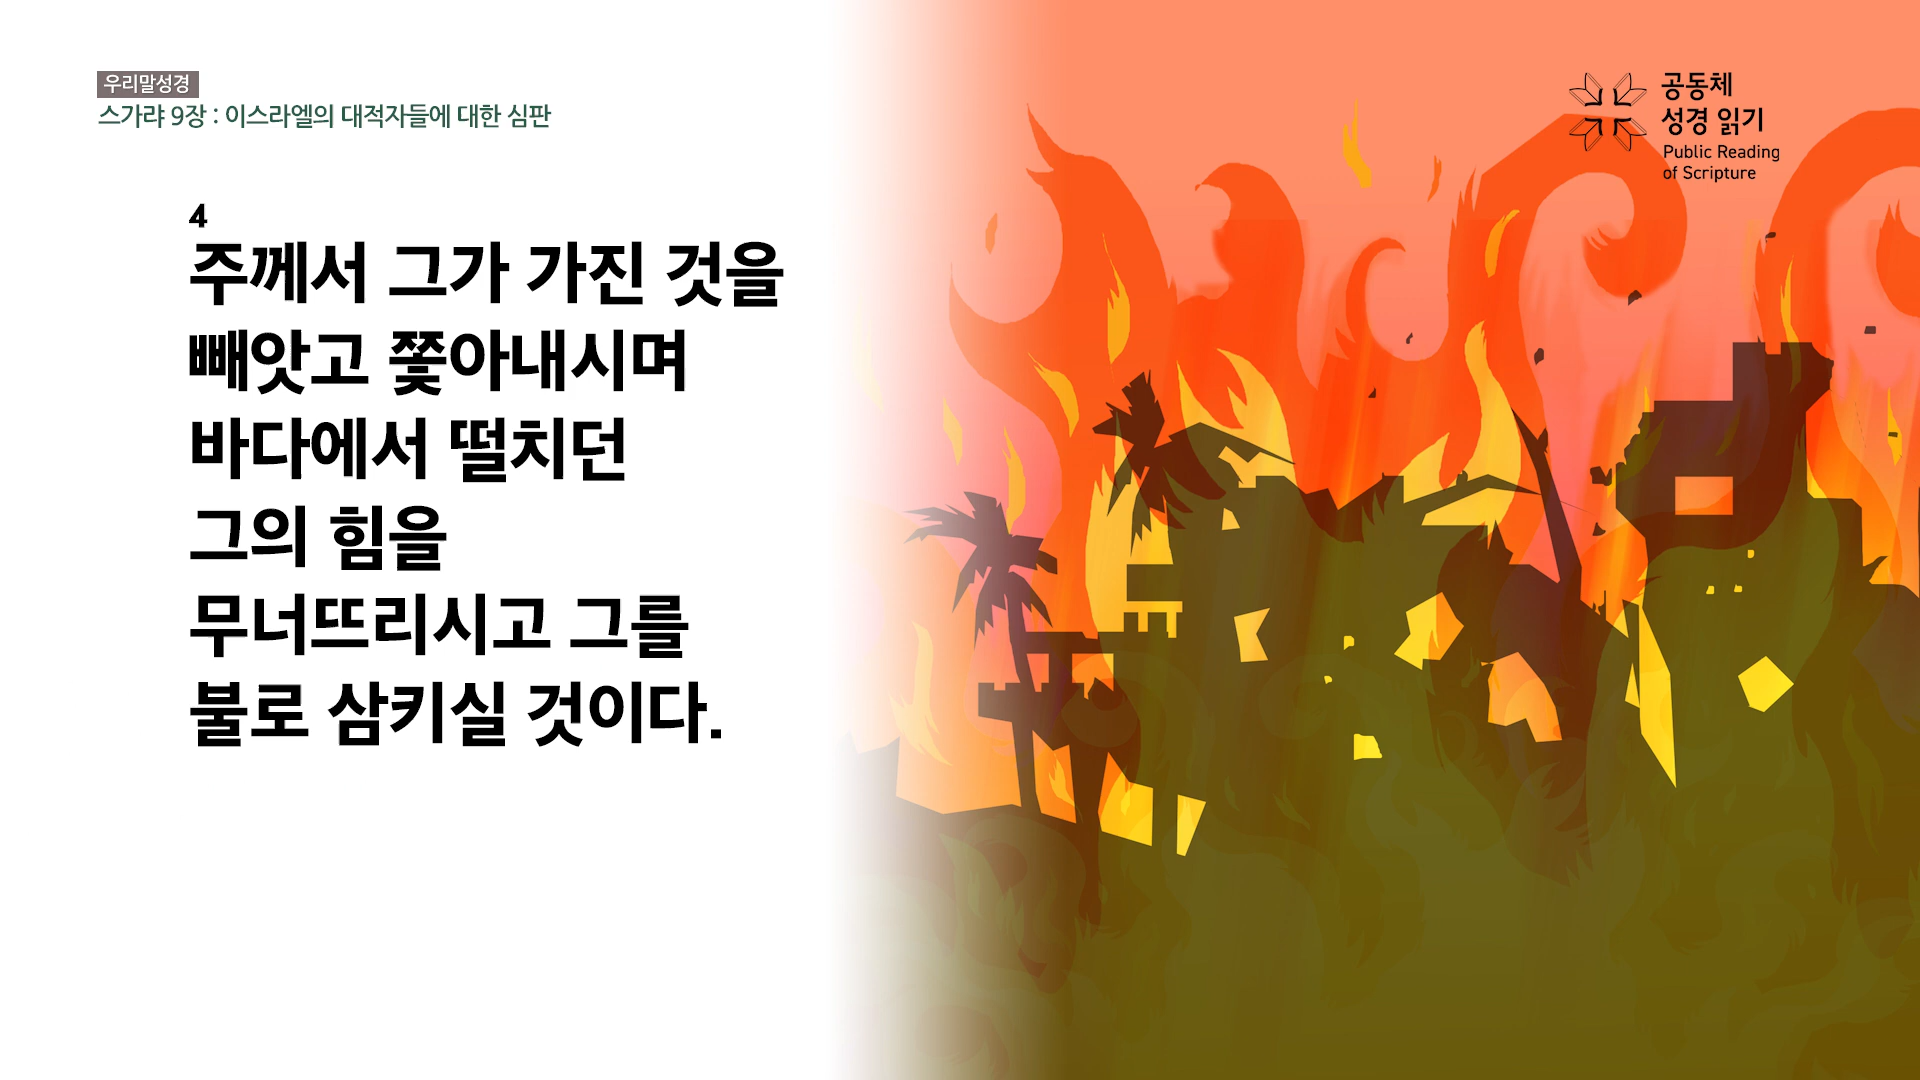 우리말성경
스가랴 9장 : 이스라엘의 대적자들에 대한 심판
4
주께서 그가 가진 것을
빼앗고 쫓아내시며
바다에서 떨치던
그의 힘을
무너뜨리시고 그를
불로 삼키실 것이다.
공동체
성경 읽기
Public Reading
of Scripture